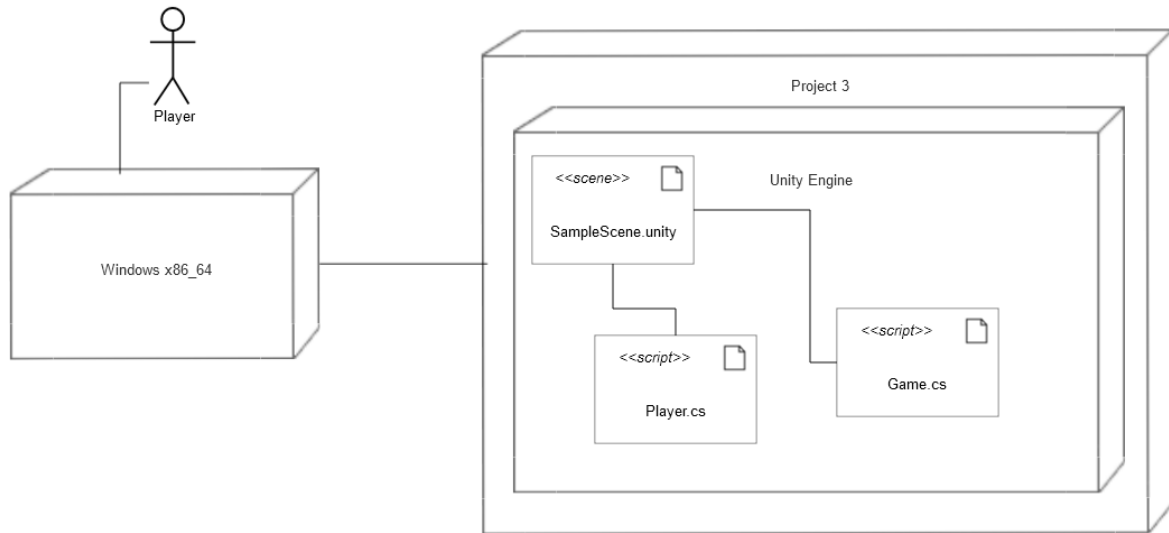 Player
Project 3
<<scene>>
Unity Engine
SampleScene.unity
Windows x86_64
<<script>>
Game.cs
<<script>>
Player.cs